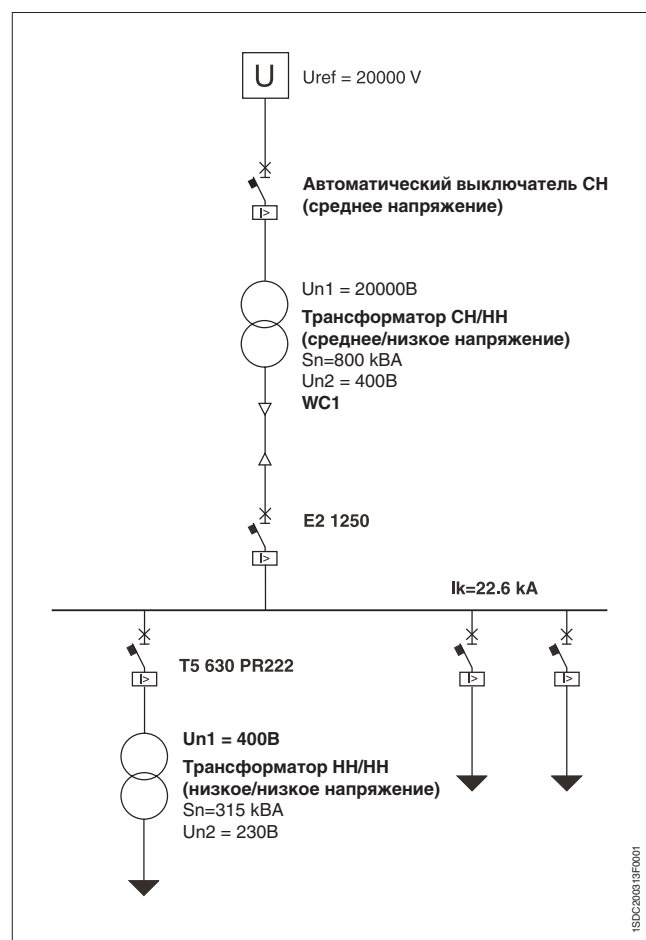 U
Uref = 20000 V
Автоматический выключатель СН
(среднее напряжение)
I>
Un1 = 20000В
Трансформатор СН/НН
(среднее/низкое напряжение)
Sn=800 kBA
Un2 = 400В
WC1
E2 1250
I>
Ik=22.6 kA
T5 630 PR222
I>
I>
I>
Un1 = 400В
Трансформатор НН/НН
(низкое/низкое напряжение)
Sn=315 kBA
Un2 = 230В
1SDC200313F0001